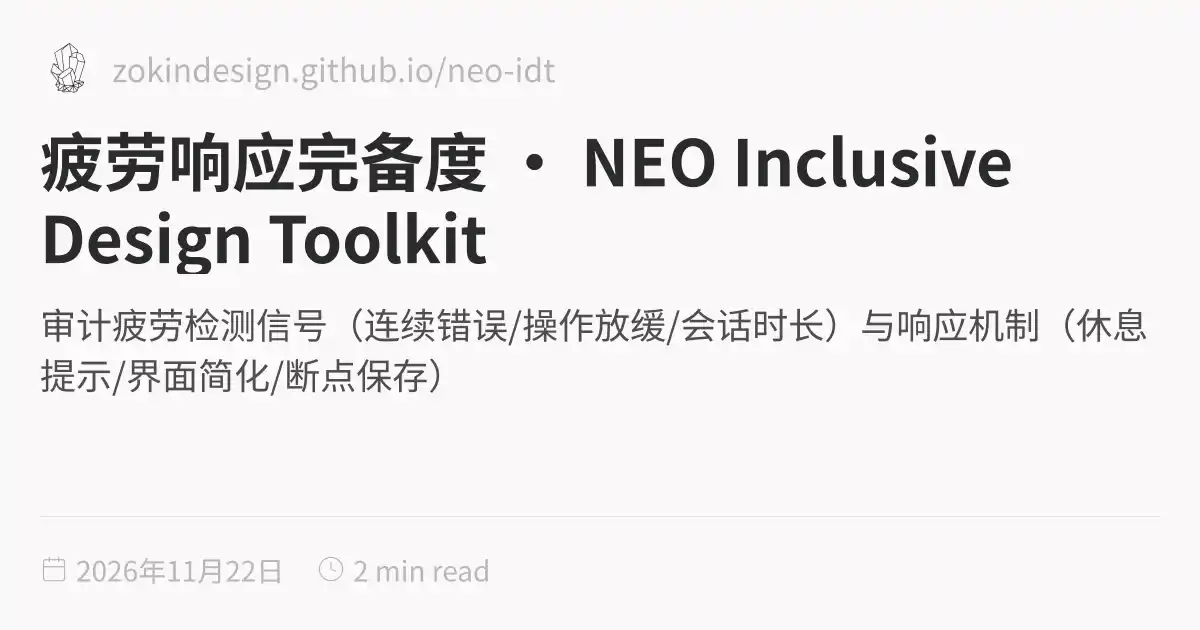 zokindesign.github.io/neo-idt
疲劳响应完备度 · NEO Inclusive
Design Toolkit
审计疲劳检测信号（连续错误/操作放缓/会话时长）与响应机制（休息
提示/界面简化/断点保存）
2026年11月22日 2 min read